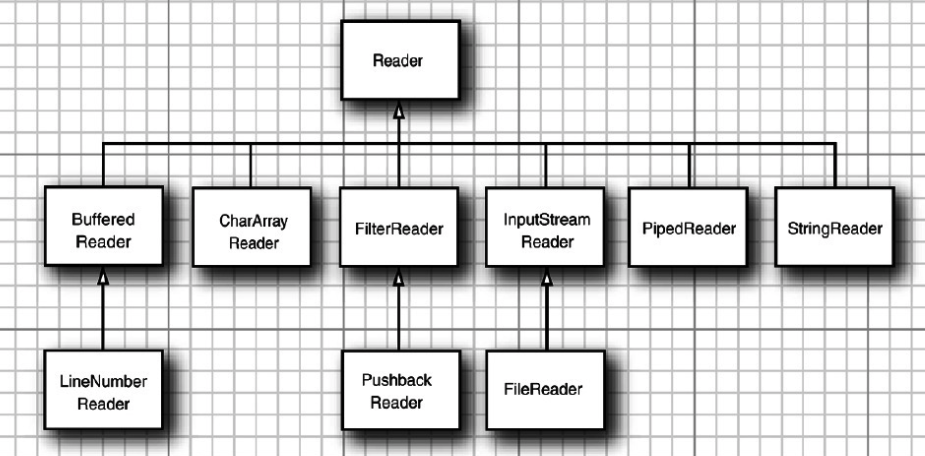 Reader
Buffered
Reader
CharArray
Reader
FilterReader
InputStream
Reader
PipedReader
StringReader
LineNumber
Reader
Pushback
Reader
FileReader